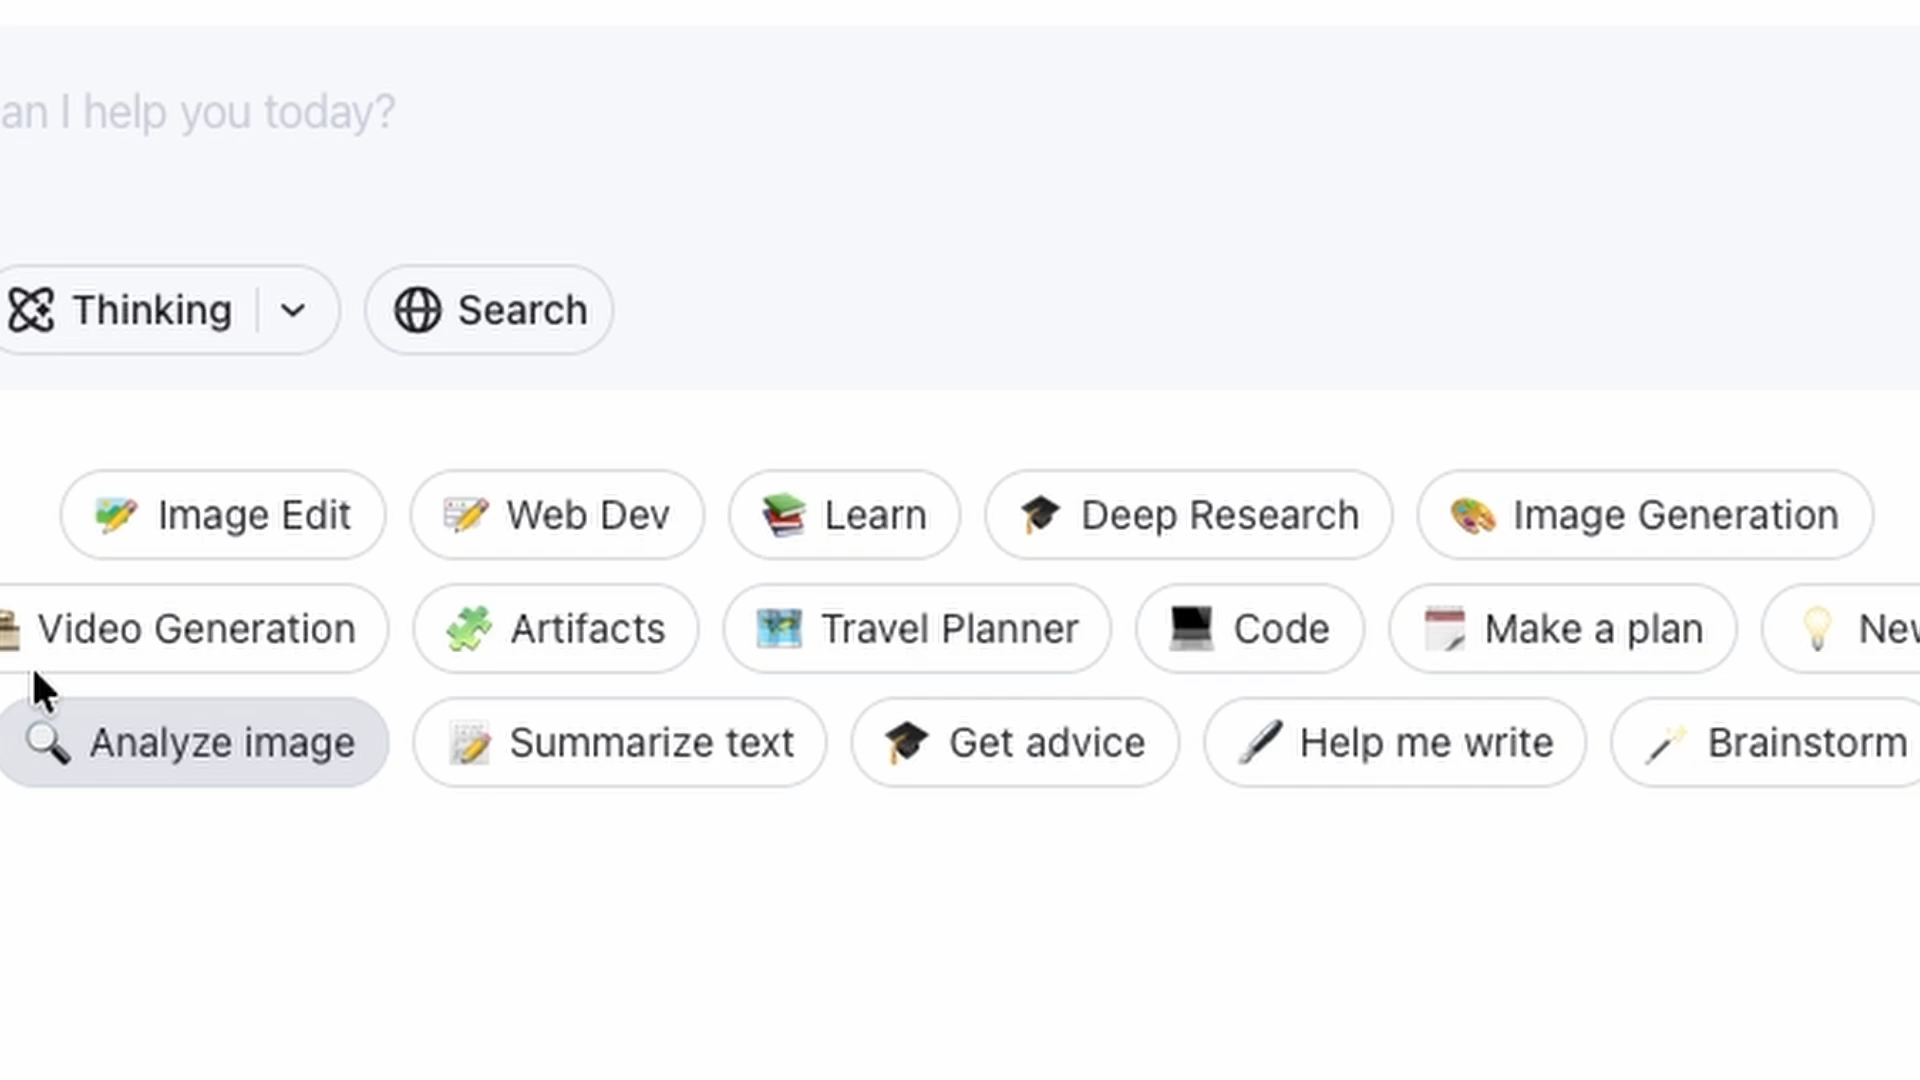 an I help you today?
Thinking Search
Image Edit Web Dev Learn Deep Research Image Generation
Video Generation Artifacts Travel Planner Code Make a plan
Analyze image Summarize text Get advice Help me write Brainstorm